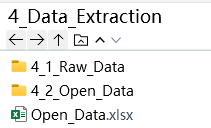 4_Data_Extraction
4_1_Raw_Data
4_2_Open_Data
Open_Data.xlsx